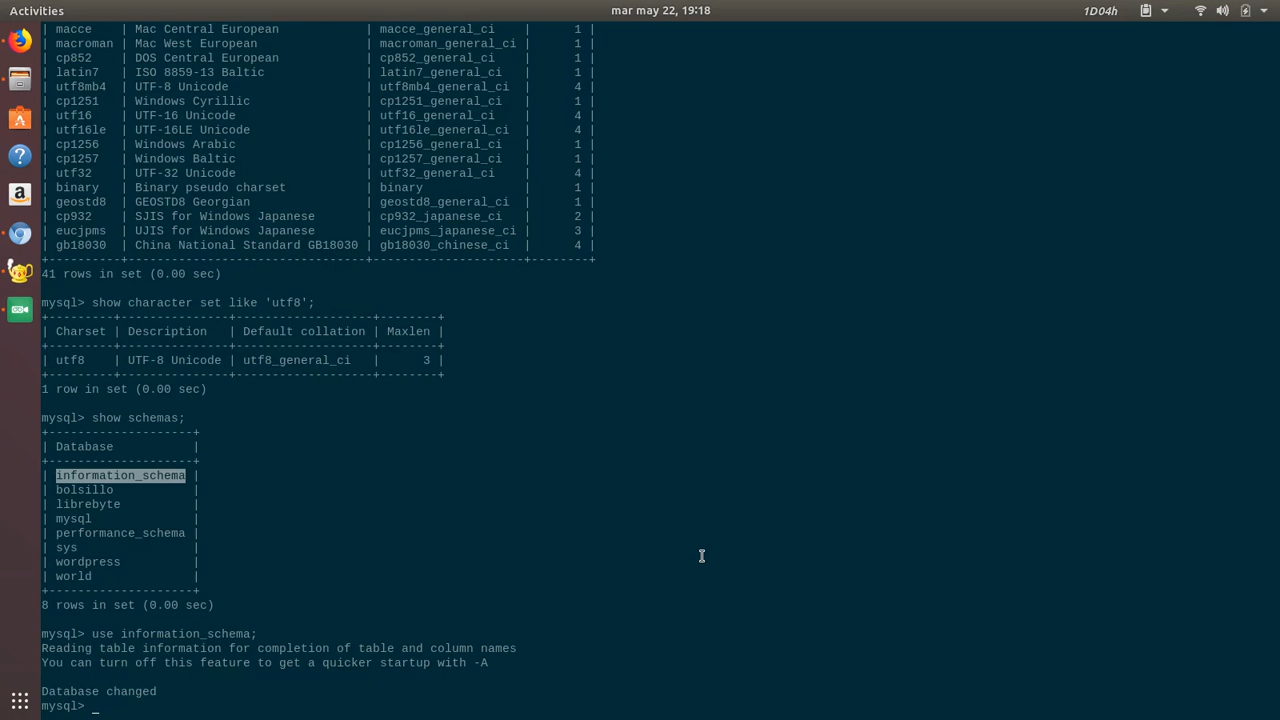 Activities
mar may 22, 19:18
1D04h
| macce    | Mac Central European            | macce_general_ci    |      1 |
| macroman | Mac West European               | macroman_general_ci |      1 |
| cp852    | DOS Central European            | cp852_general_ci    |      1 |
| latin7   | ISO 8859-13 Baltic              | latin7_general_ci   |      1 |
| utf8mb4  | UTF-8 Unicode                   | utf8mb4_general_ci  |      4 |
| cp1251   | Windows Cyrillic                | cp1251_general_ci   |      1 |
| utf16    | UTF-16 Unicode                  | utf16_general_ci    |      4 |
| utf16le  | UTF-16LE Unicode                | utf16le_general_ci  |      4 |
| cp1256   | Windows Arabic                  | cp1256_general_ci   |      1 |
| cp1257   | Windows Baltic                  | cp1257_general_ci   |      1 |
| utf32    | UTF-32 Unicode                  | utf32_general_ci    |      4 |
| binary   | Binary pseudo charset           | binary              |      1 |
| geostd8  | GEOSTD8 Georgian                | geostd8_general_ci  |      1 |
| cp932    | SJIS for Windows Japanese       | cp932_japanese_ci   |      2 |
| eucjpms  | UJIS for Windows Japanese       | eucjpms_japanese_ci |      3 |
| gb18030  | China National Standard GB18030 | gb18030_chinese_ci  |      4 |
+----------+---------------------------------+---------------------+--------+
41 rows in set (0.00 sec)
mysql> show character set like 'utf8';
+---------+---------------+-------------------+--------+
| Charset | Description   | Default collation | Maxlen |
+---------+---------------+-------------------+--------+
| utf8    | UTF-8 Unicode | utf8_general_ci   |      3 |
+---------+---------------+-------------------+--------+
1 row in set (0.00 sec)
mysql> show schemas;
+--------------------+
| Database           |
+--------------------+
| information_schema |
| bolsillo           |
| librebyte          |
| mysql              |
| performance_schema |
| sys                |
| wordpress          |
| world              |
+--------------------+
8 rows in set (0.00 sec)
mysql> use information_schema;
Reading table information for completion of table and column names
You can turn off this feature to get a quicker startup with -A
Database changed
mysql> _